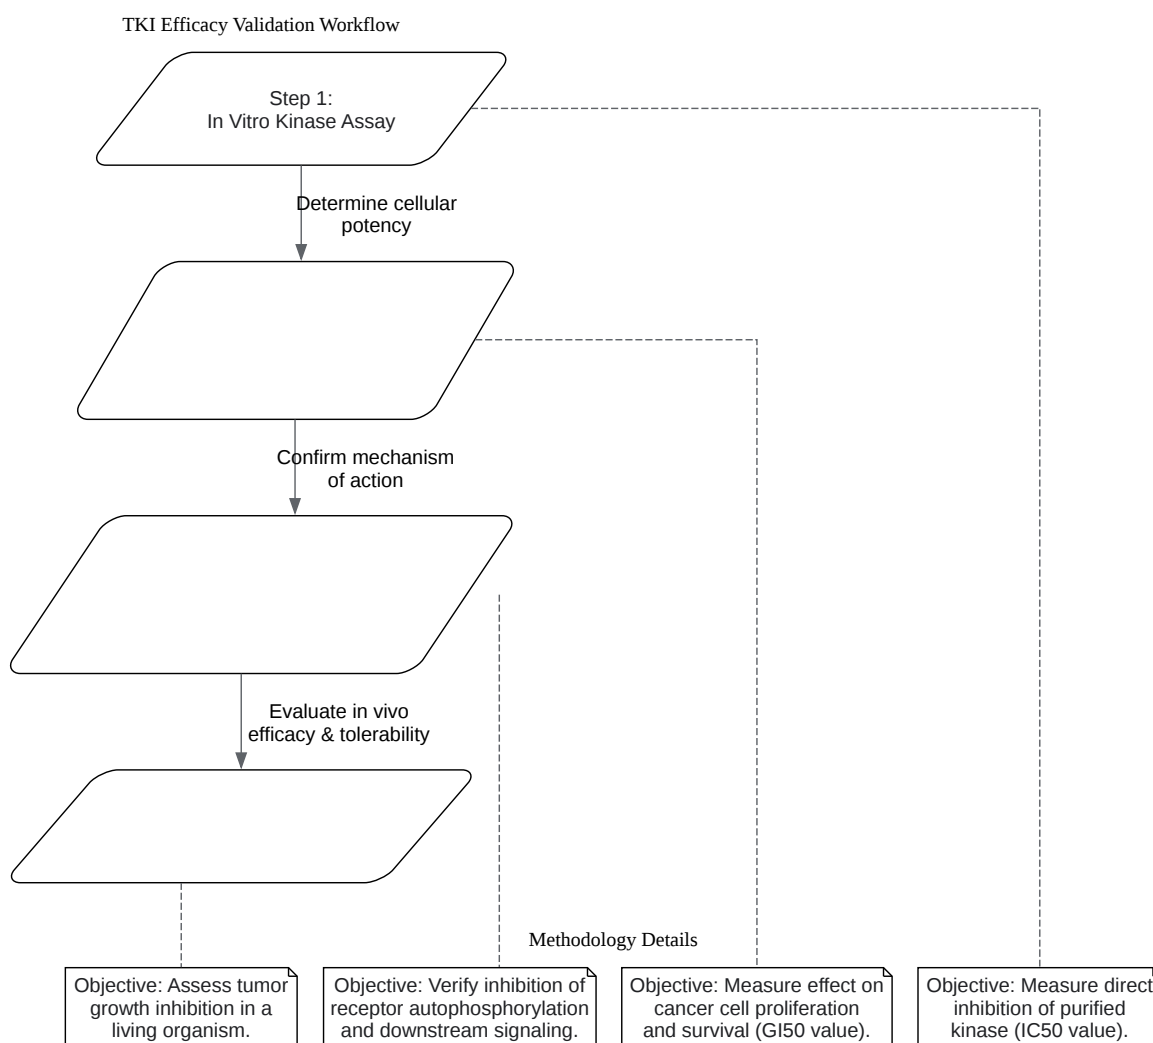 TKI Efficacy Validation Workflow
Step 1:
In Vitro Kinase Assay
Determine cellular
potency
Confirm mechanism
of action
Evaluate in vivo
efficacy & tolerability
Methodology Details
Objective: Assess tumor
growth inhibition in a
living organism.
Objective: Verify inhibition of
receptor autophosphorylation
and downstream signaling.
Objective: Measure effect on
cancer cell proliferation
and survival (GI50 value).
Objective: Measure direct
inhibition of purified
kinase (IC50 value).